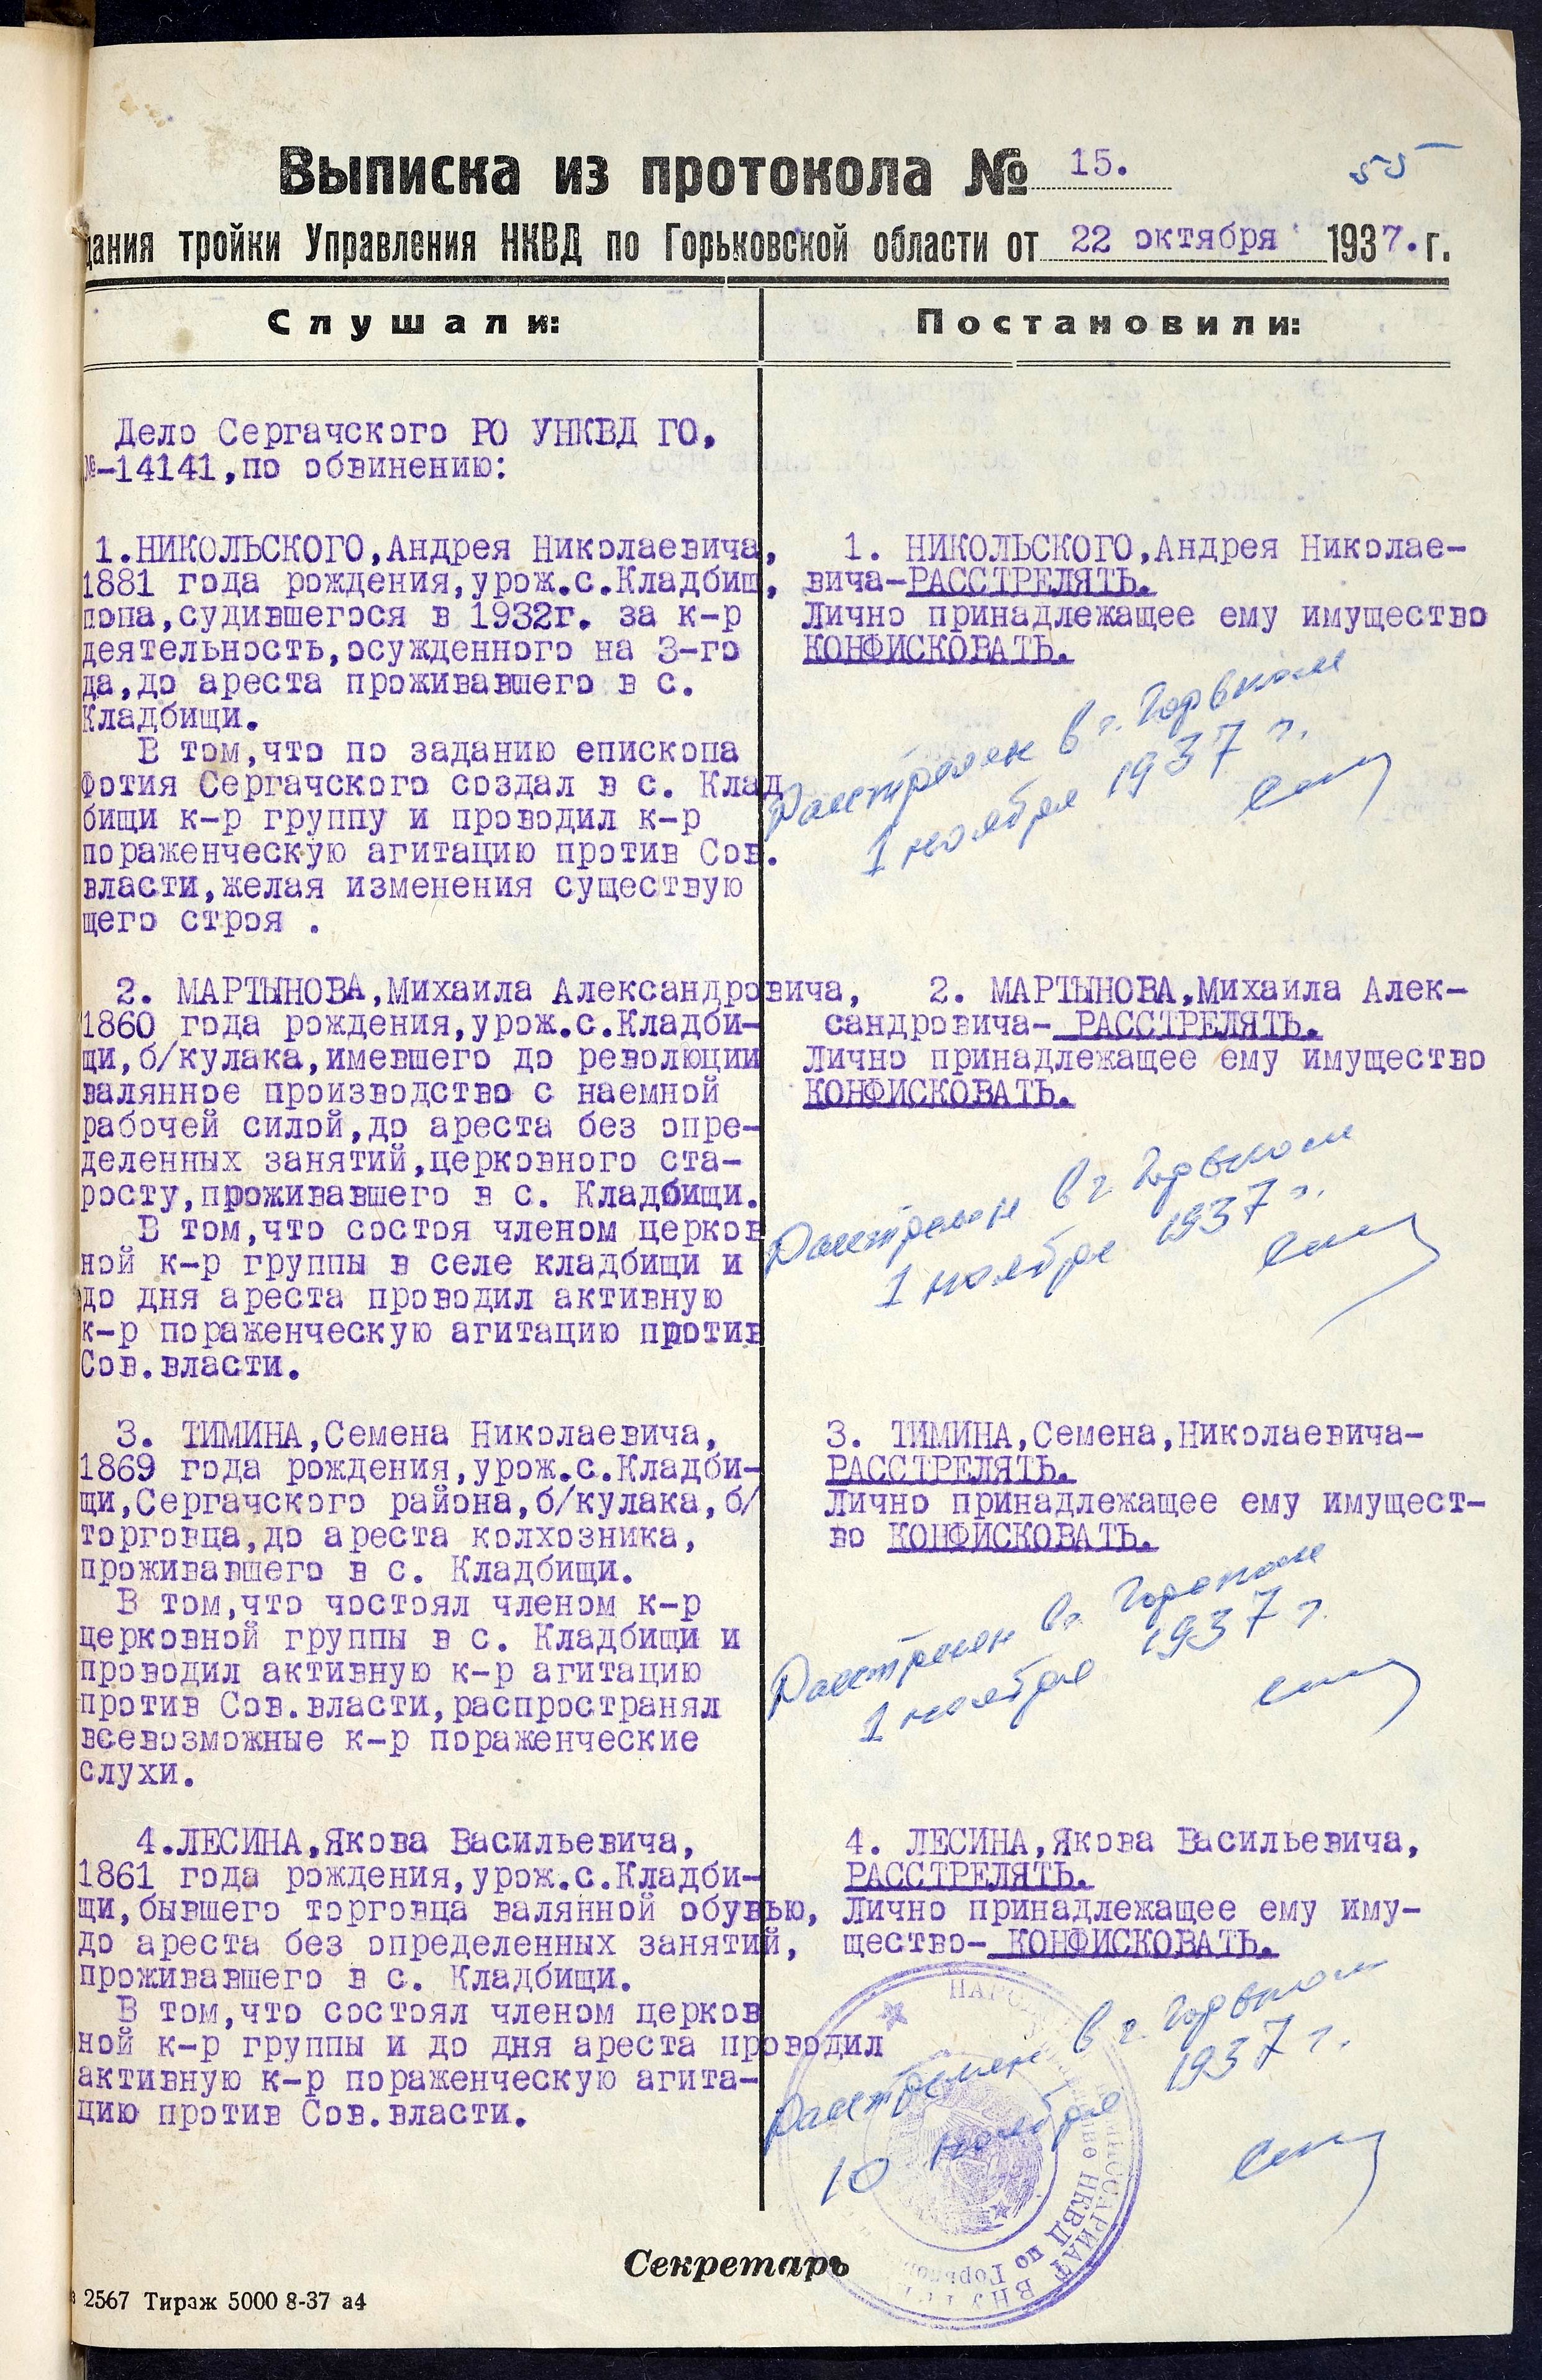 55
Выписка из протокола № 15.
дания тройки Управления НКВД по Горьковской области от 22 октября 1937.г.
Слушали:
Дело Сергачского РО УНКВД ГО,
№-14141,по обвинению:
1.НИКОЛЬСКОГО,Андрея Николаевича,
1881 года рождения,урож.с.Кладбищ,
попа,судившегося в 1932г. за к-р
деятельность,осужденного на 3-го
да,до ареста проживавшего в с.
Кладбищи.
В том,что по заданию епископа
Фотия Сергачского создал в с. Клад
бищи к-р группу и проводил к-р
пораженческую агитацию против Сов.
власти,желая изменения существую
щего строя .
2. МАРТЫНОВА,Михаила Александровича,
1860 года рождения,урож.с.Кладби-
щи,б/кулака,имевшего до революции
валянное производство с наемной
рабочей силой,до ареста без опре-
деленных занятий,церковного ста-
росту,проживавшего в с. Кладбищи.
В том,что состоя членом церков
ной к-р группы в селе кладбищи и
до дня ареста проводил активную
к-р пораженческую агитацию против
Сов.власти.
3. ТИМИНА,Семена Николаевича,
1869 года рождения,урож.с.Кладби-
щи,Сергачского района,б/кулака,б/
торговца,до ареста колхозника,
проживавшего в с. Кладбищи.
В том,что чостоял членом к-р
церковной группы в с. Кладбищи и
проводил активную к-р агитацию
против Сов.власти,распространял
всевозможные к-р пораженческие
слухи.
4.ЛЕСИНА,Якова Васильевича,
1861 года рождения,урож.с.Кладби-
щи,бывшего торговца валянной обувью,
до ареста без определенных занятий,
проживавшего в с. Кладбищи.
В том,что состоял членом церков
ной к-р группы и до дня ареста проводил
активную к-р пораженческую агита-
цию против Сов.власти.
Постановили:
1. НИКОЛЬСКОГО,Андрея Николае-
вича-РАССТРЕЛЯТЬ.
Лично принадлежащее ему имущество
КОНФИСКОВАТЬ.
Расстрелян в г. Горьком
1 ноября 1937 г.
2. МАРТЫНОВА,Михаила Алек-
сандровича- РАССТРЕЛЯТЬ.
Лично принадлежащее ему имущество
КОНФИСКОВАТЬ.
Расстрелян в г. Горьком
1 ноября 1937 г.
3. ТИМИНА,Семена,Николаевича-
РАССТРЕЛЯТЬ.
Лично принадлежащее ему имущест-
во КОНФИСКОВАТЬ.
Расстрелян в г. Горьком
1 ноября 1937 г.
4. ЛЕСИНА,Якова Васильевича,
РАССТРЕЛЯТЬ.
Лично принадлежащее ему иму-
щество- КОНФИСКОВАТЬ.
Расстрелян в г. Горьком
10 ноября 1937 г.
НКВД по
Секретарь
2567 Тираж 5000 8-37 а4